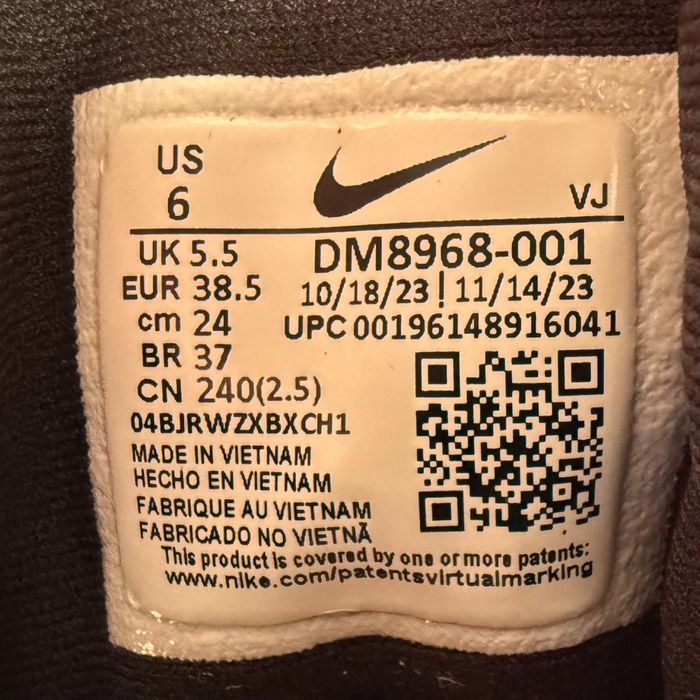 US
6
VJ
UK 5.5
DM8968-001
EUR 38.5
10/18/23 | 11/14/23
cm 24
UPC 00196148916041
BR 37
CN 240(2.5)
04BJRWZXBXCH1
MADE IN VIETNAM
HECHO EN VIETNAM
FABRIQUE AU VIETNAM
FABRICADO NO VIETNÃ
This product is covered by one or more patents:
www.nike.com/patentsvirtualmarking